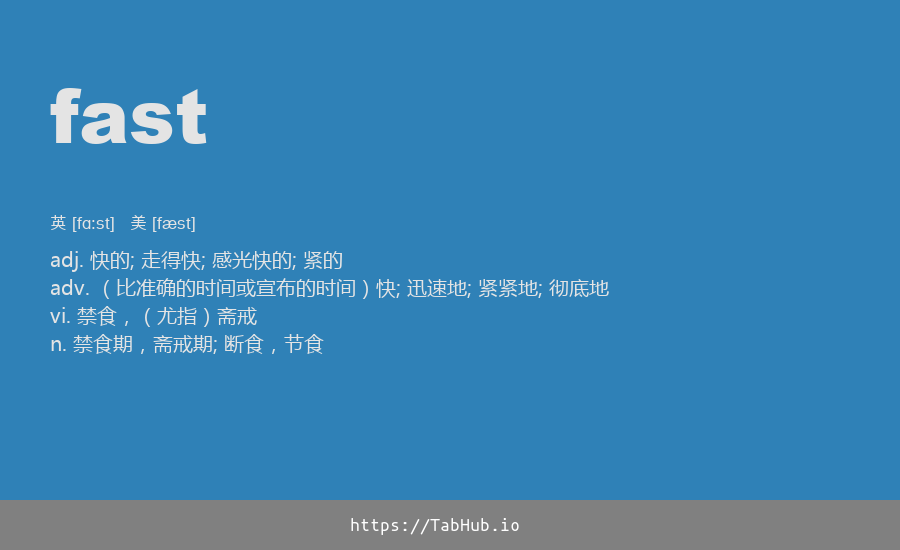 fast
英 [fɑːst] 美 [fæst]
adj. 快的; 走得快; 感光快的; 紧的
adv. （比准确的时间或宣布的时间）快; 迅速地; 紧紧地; 彻底地
vi. 禁食，（尤指）斋戒
n. 禁食期，斋戒期; 断食，节食
https://TabHub.io